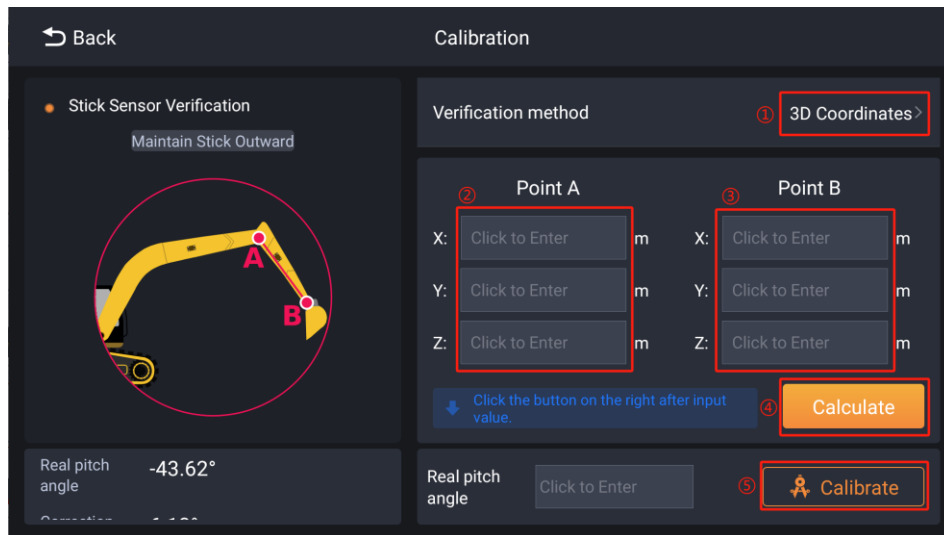 Back
Calibration
Stick Sensor Verification
Maintain Stick Outward
A
B
Verification method
① 3D Coordinates
② Point A
③ Point B
X: Click to Enter m
X: Click to Enter m
Y: Click to Enter m
Y: Click to Enter m
Z: Click to Enter m
Z: Click to Enter m
Click the button on the right after input
value.
④ Calculate
Real pitch
angle
-43.62°
Real pitch
angle
Click to Enter
⑤ Calibrate